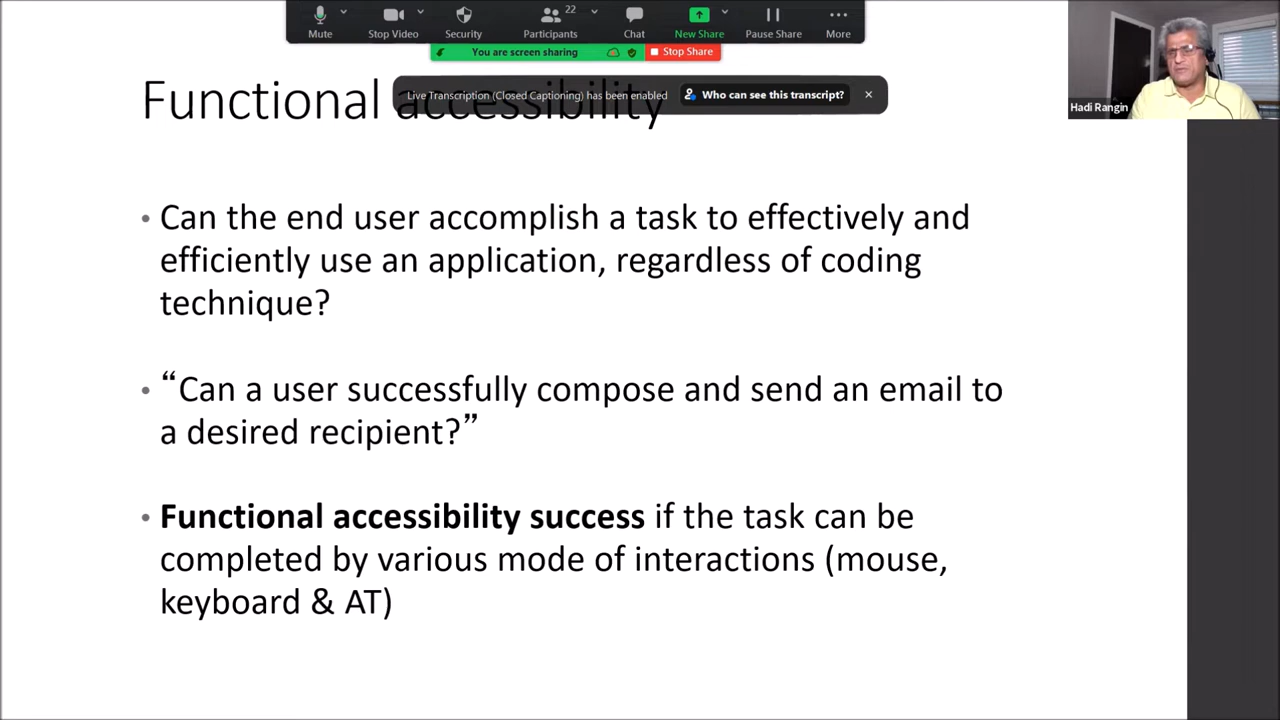 22
Mute
Stop Video
Security
Participants
Chat
New Share
Pause Share
More
You are screen sharing
Stop Share
Live Transcription (Closed Captioning) has been enabled
Who can see this transcript?
Hadi Rangin
Functional accessibility
• Can the end user accomplish a task to effectively and
efficiently use an application, regardless of coding
technique?
• “Can a user successfully compose and send an email to
a desired recipient?”
• Functional accessibility success if the task can be
completed by various mode of interactions (mouse,
keyboard & AT)